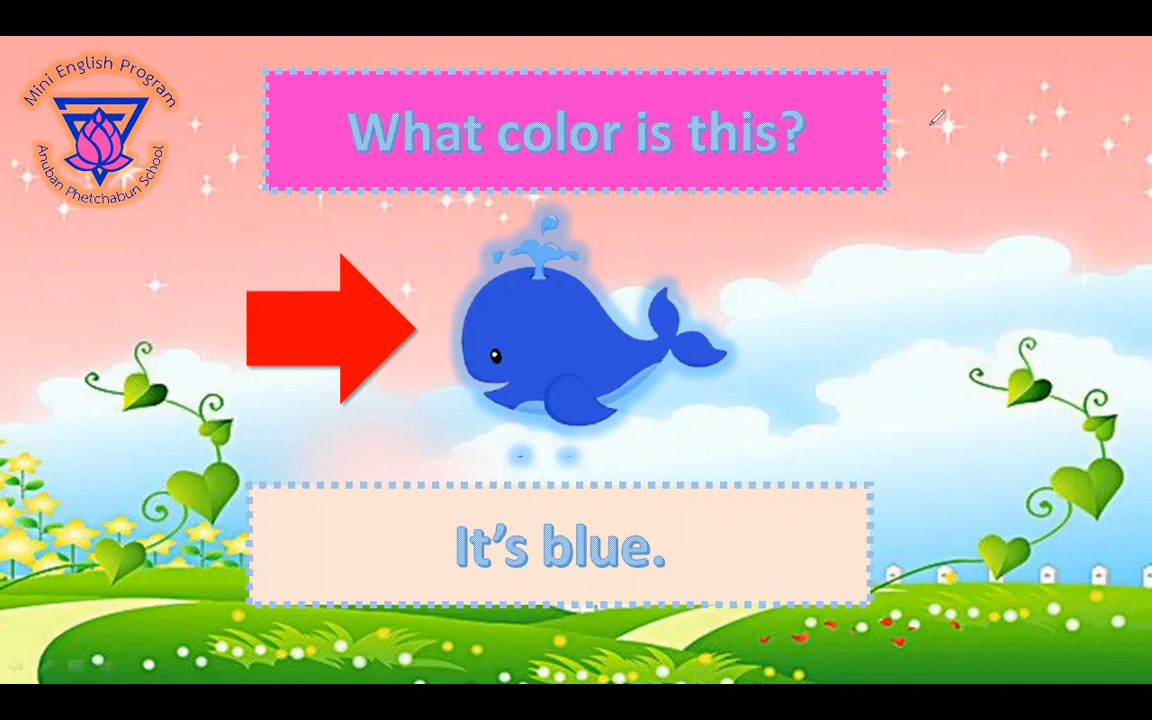 Mini English Program
Anuban Phetchabun School
What color is this?
It's blue.